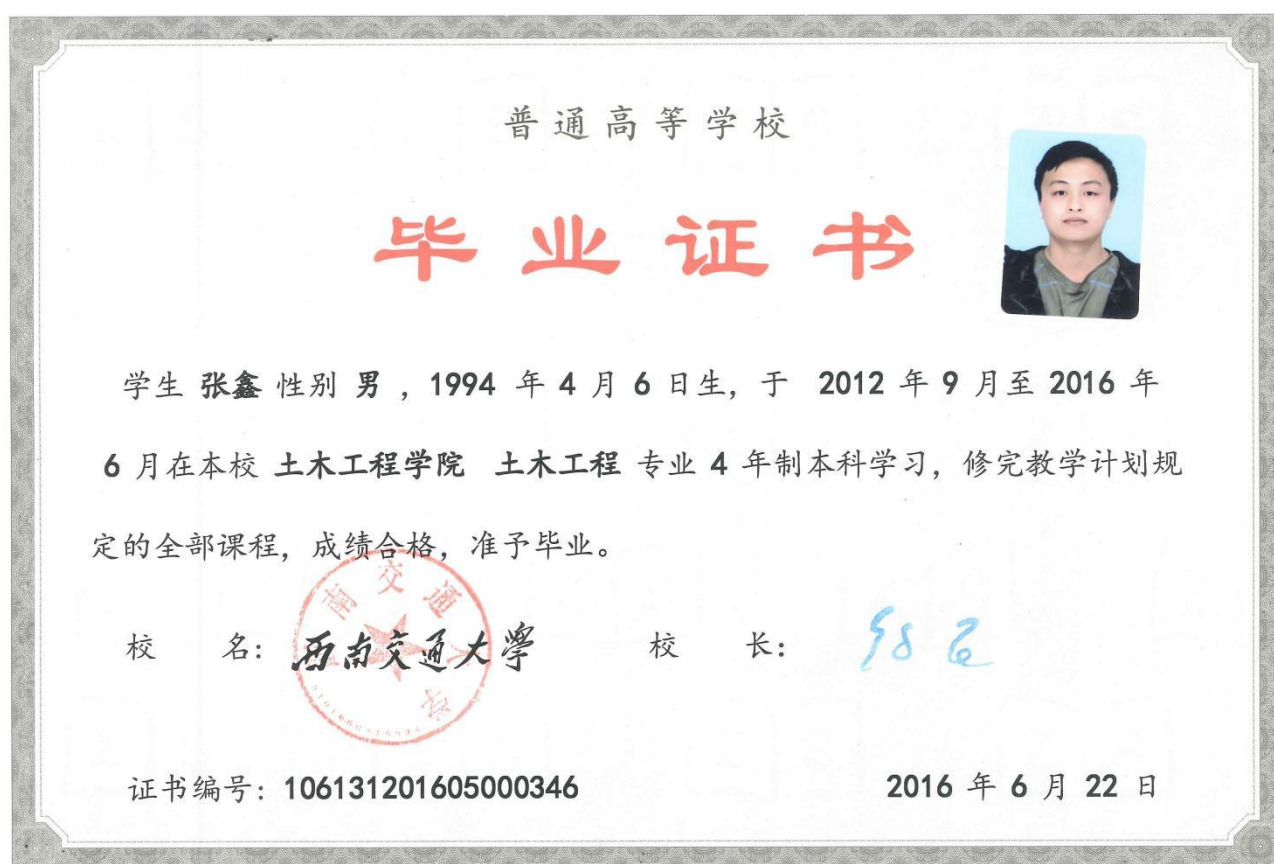 普通高等学校
毕业证书
学生 张鑫 性别 男 ，1994 年 4 月 6 日生，于 2012 年 9 月至 2016 年
6 月在本校 土木工程学院 土木工程 专业 4 年制本科学习，修完教学计划规
定的全部课程，成绩合格，准予毕业。
校 名：西南交通大學 校 长：
证书编号：106131201605000346 2016 年 6 月 22 日